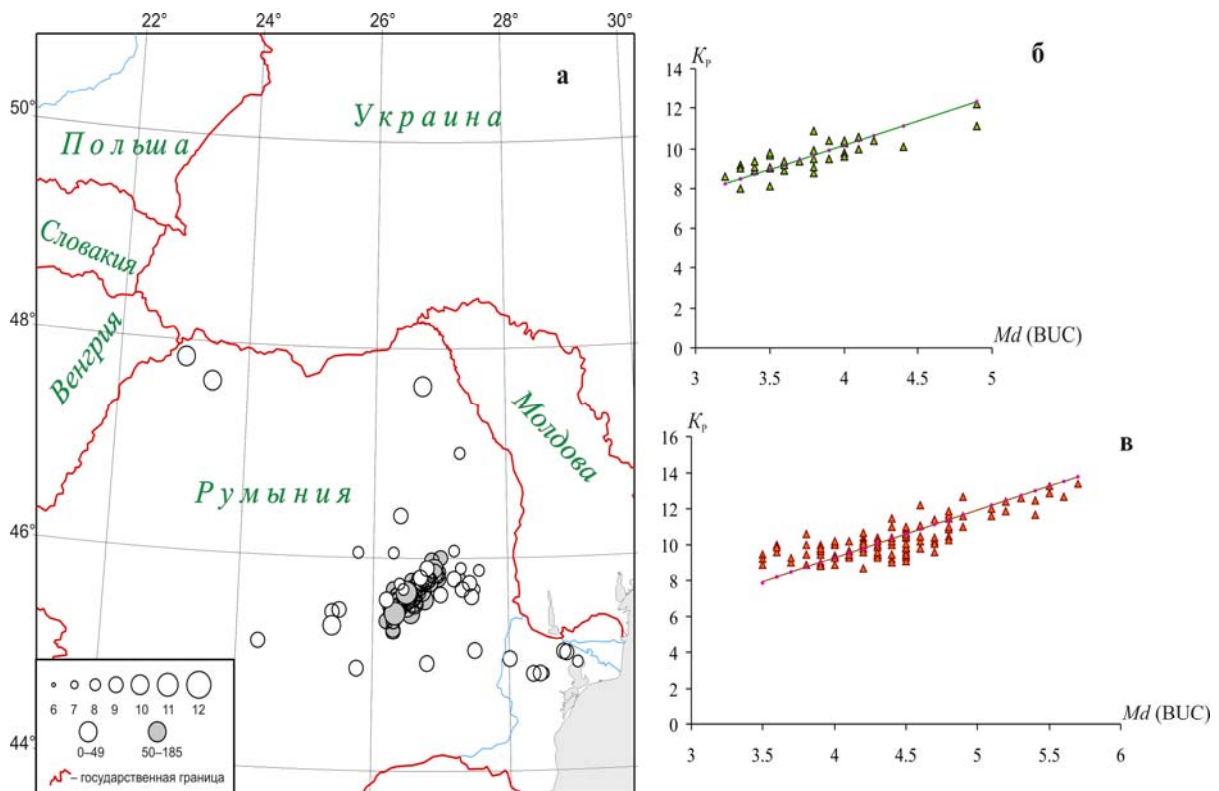 22° 24° 26° 28° 30°
а
50°
Украина
Польша
Словакия
48°
Венгрия
Молдова
Румыния
46°
44°
6 7 8 9 10 11 12
0–49 50–185
– государственная граница
б
Kр
14
12
10
8
6
4
2
0
Md (BUC)
3 3.5 4 4.5 5
в
Kр
16
14
12
10
8
6
4
2
0
Md (BUC)
3 3.5 4 4.5 5 5.5 6